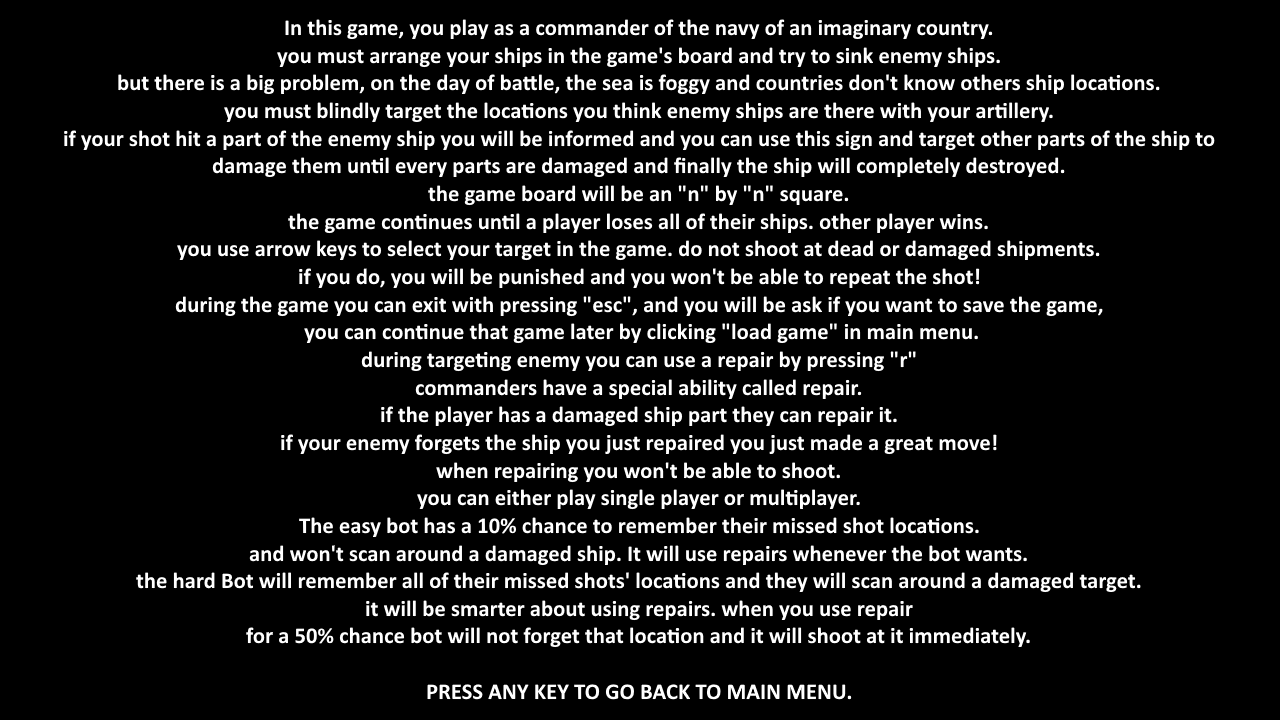 In this game, you play as a commander of the navy of an imaginary country.
you must arrange your ships in the game's board and try to sink enemy ships.
but there is a big problem, on the day of battle, the sea is foggy and countries don't know others ship locations.
you must blindly target the locations you think enemy ships are there with your artillery.
if your shot hit a part of the enemy ship you will be informed and you can use this sign and target other parts of the ship to
damage them until every parts are damaged and finally the ship will completely destroyed.
the game board will be an "n" by "n" square.
the game continues until a player loses all of their ships. other player wins.
you use arrow keys to select your target in the game. do not shoot at dead or damaged shipments.
if you do, you will be punished and you won't be able to repeat the shot!
during the game you can exit with pressing "esc", and you will be ask if you want to save the game,
you can continue that game later by clicking "load game" in main menu.
during targeting enemy you can use a repair by pressing "r"
commanders have a special ability called repair.
if the player has a damaged ship part they can repair it.
if your enemy forgets the ship you just repaired you just made a great move!
when repairing you won't be able to shoot.
you can either play single player or multiplayer.
The easy bot has a 10% chance to remember their missed shot locations.
and won't scan around a damaged ship. It will use repairs whenever the bot wants.
the hard Bot will remember all of their missed shots' locations and they will scan around a damaged target.
it will be smarter about using repairs. when you use repair
for a 50% chance bot will not forget that location and it will shoot at it immediately.
PRESS ANY KEY TO GO BACK TO MAIN MENU.